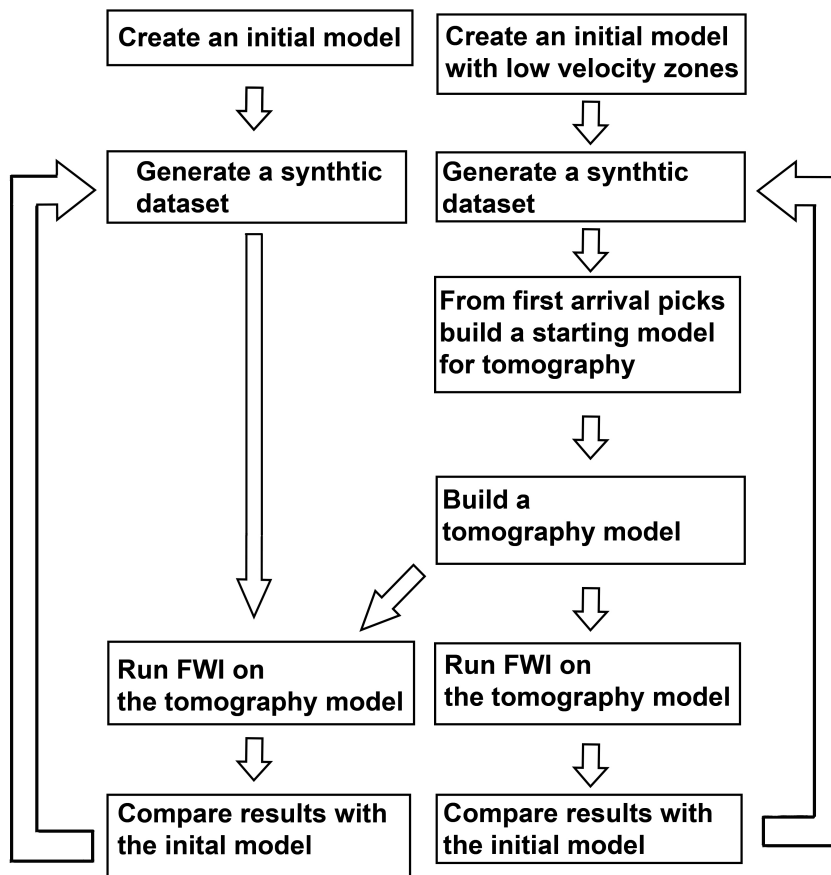 Create an initial model
Create an initial model
with low velocity zones
Generate a synthtic
dataset
Generate a synthtic
dataset
From first arrival picks
build a starting model
for tomography
Build a
tomography model
Run FWI on
the tomography model
Run FWI on
the tomography model
Compare results with
the inital model
Compare results with
the initial model